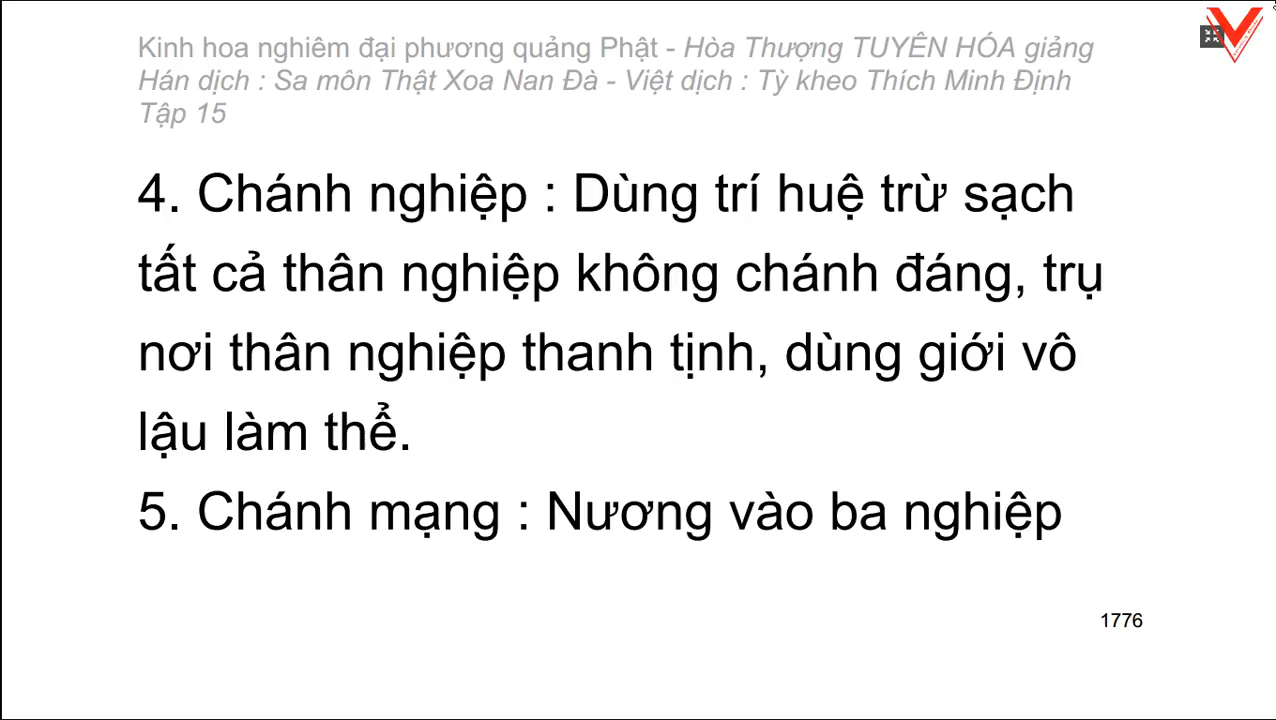 Kinh hoa nghiêm đại phương quảng Phật - Hòa Thượng TUYÊN HÓA giảng
Hán dịch : Sa môn Thật Xoa Nan Đà - Việt dịch : Tỳ kheo Thích Minh Định
Tập 15
4. Chánh nghiệp : Dùng trí huệ trừ sạch
tất cả thân nghiệp không chánh đáng, trụ
nơi thân nghiệp thanh tịnh, dùng giới vô
lậu làm thể.
5. Chánh mạng : Nương vào ba nghiệp
1776